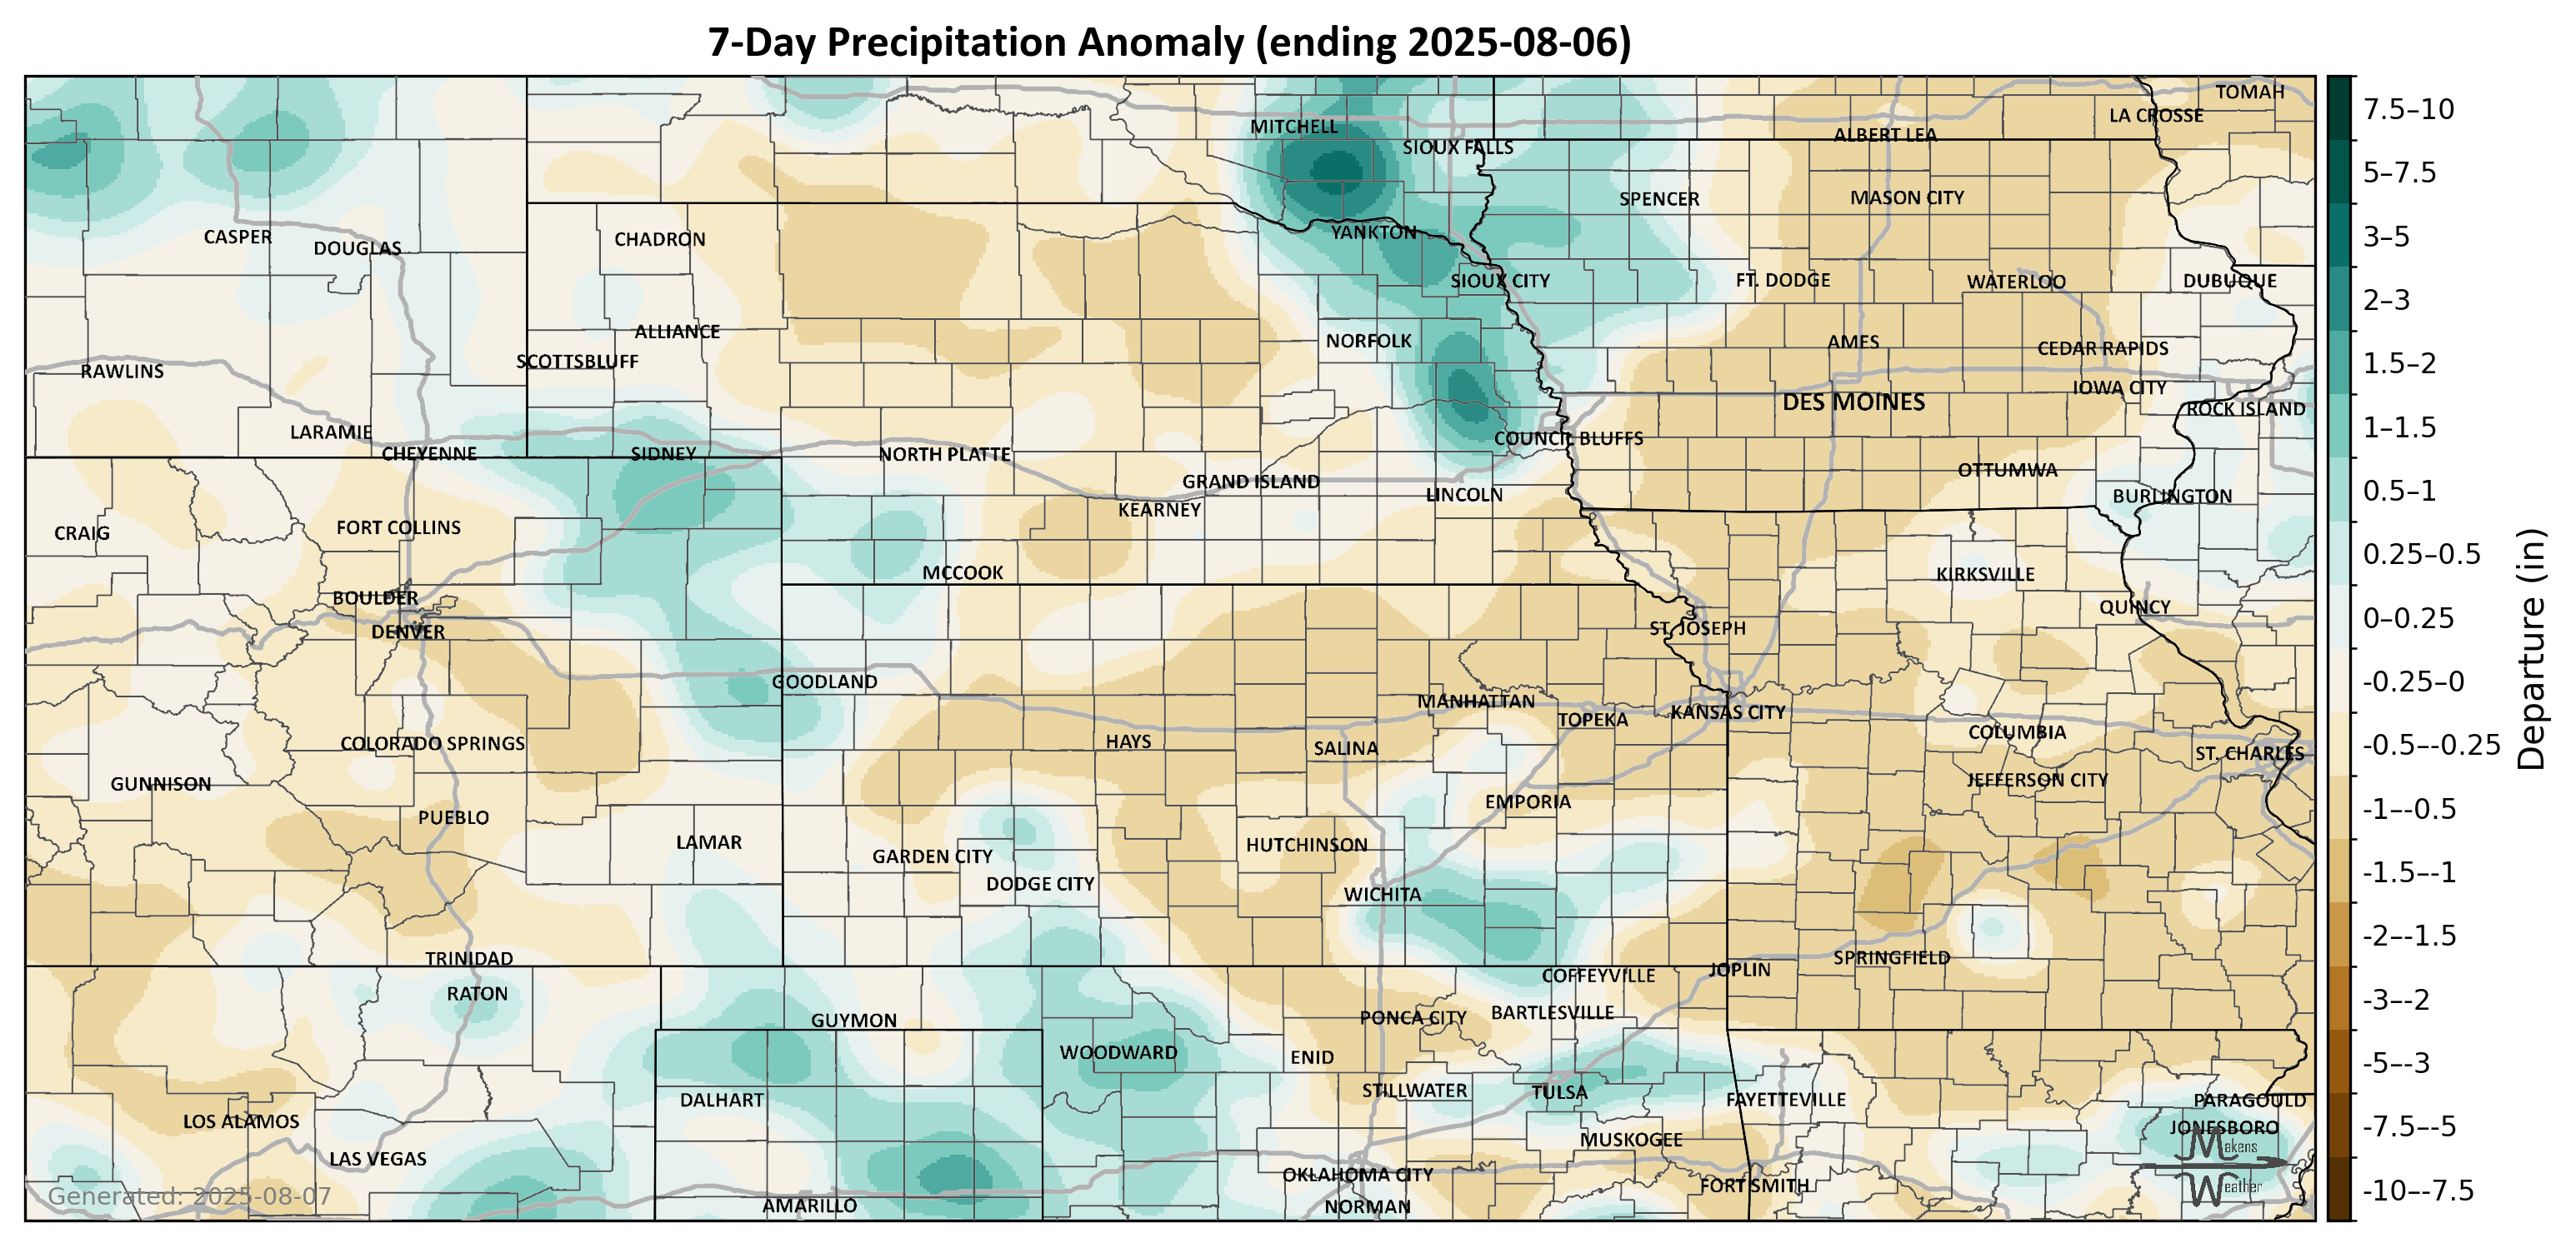 7-Day Precipitation Anomaly (ending 2025-08-06)
TOMAH
LA CROSSE
MITCHELL
ALBERT LEA
SIOUX FALLS
SPENCER
MASON CITY
CASPER
DOUGLAS
CHADRON
YANKTON
SIOUX CITY
FT. DODGE
WATERLOO
DUBUQUE
ALLIANCE
NORFOLK
AMES
CEDAR RAPIDS
SCOTTSBLUFF
RAWLINS
IOWA CITY
DES MOINES
ROCK ISLAND
LARAMIE
COUNCIL BLUFFS
CHEYENNE
SIDNEY
NORTH PLATTE
OTTUMWA
GRAND ISLAND
LINCOLN
BURLINGTON
KEARNEY
CRAIG
FORT COLLINS
MCCOOK
KIRKSVILLE
BOULDER
QUINCY
DENVER
ST. JOSEPH
GOODLAND
MANHATTAN
TOPEKA
KANSAS CITY
COLORADO SPRINGS
HAYS
SALINA
COLUMBIA
ST. CHARLES
GUNNISON
JEFFERSON CITY
EMPORIA
PUEBLO
LAMAR
HUTCHINSON
GARDEN CITY
DODGE CITY
WICHITA
TRINIDAD
SPRINGFIELD
JOPLIN
COFFEYVILLE
RATON
BARTLESVILLE
GUYMON
PONCA CITY
WOODWARD
ENID
STILLWATER
TULSA
DALHART
FAYETTEVILLE
PARAGOULD
LOS ALAMOS
JONESBORO
MUSKOGEE
LAS VEGAS
OKLAHOMA CITY
FORT SMITH
AMARILLO
NORMAN
Generated: 2025-08-07
Makens
Weather
7.5–10
5–7.5
3–5
2–3
1.5–2
1–1.5
0.5–1
0.25–0.5
0–0.25
-0.25–0
-0.5–-0.25
-1–-0.5
-1.5–-1
-2–-1.5
-3–-2
-5–-3
-7.5–-5
-10–-7.5
Departure (in)